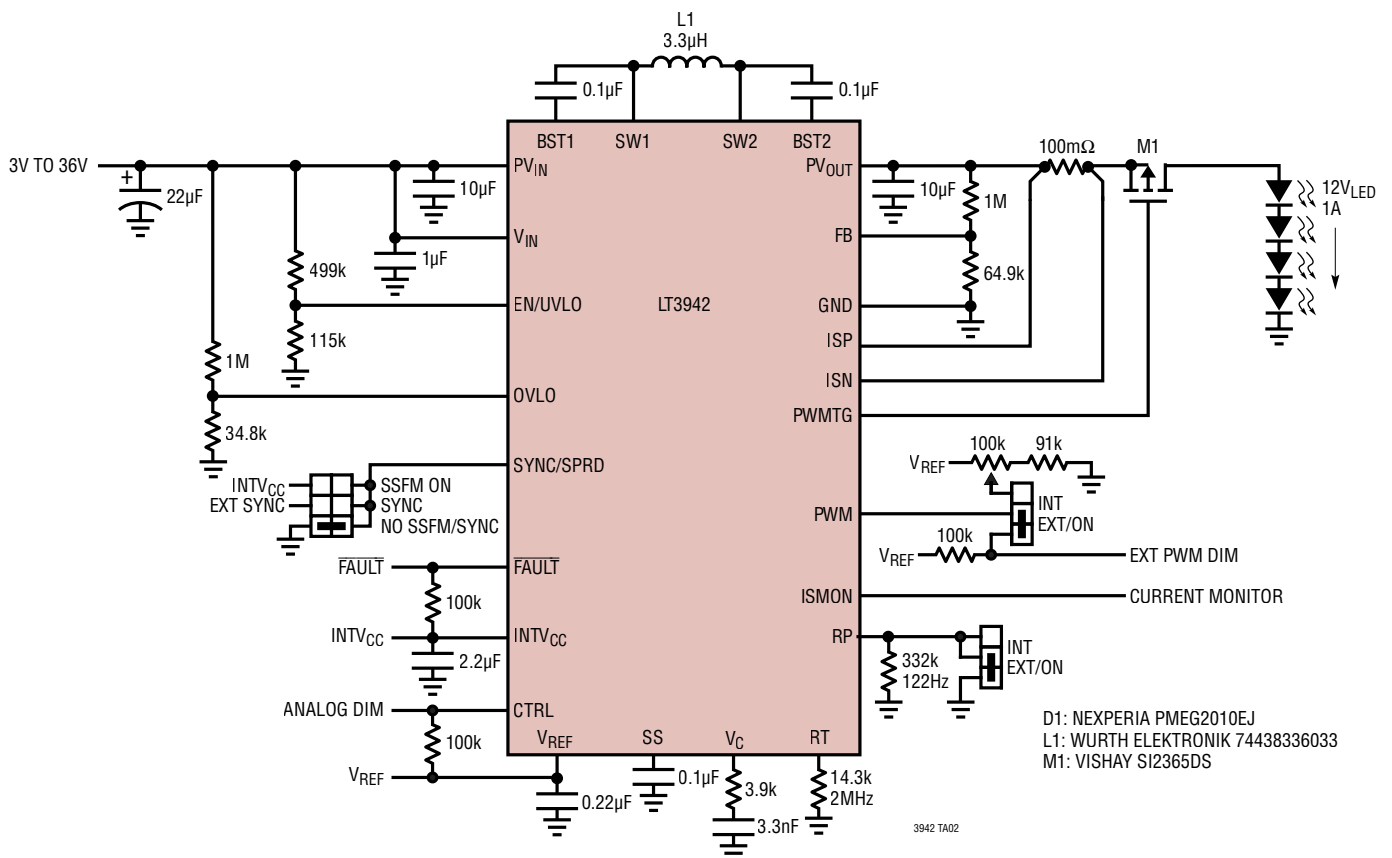 L1
3.3µH
0.1µF
0.1µF
BST1
SW1
SW2
BST2
3V TO 36V
PVIN
PVOUT
100mΩ
M1
+
22µF
10µF
10µF
1M
12VLED
1A
VIN
FB
1µF
499k
64.9k
EN/UVLO
LT3942
GND
115k
ISP
1M
ISN
OVLO
PWMTG
34.8k
100k
91k
VREF
SYNC/SPRD
INTVCC
SSFM ON
EXT SYNC
SYNC
NO SSFM/SYNC
INT
PWM
EXT/ON
100k
VREF
EXT PWM DIM
FAULT
FAULT
100k
ISMON
CURRENT MONITOR
INTVCC
INTVCC
RP
INT
2.2µF
332k
EXT/ON
122Hz
ANALOG DIM
CTRL
100k
VREF
SS
VC
RT
VREF
0.1µF
3.9k
14.3k
2MHz
0.22µF
3.3nF
D1: NEXPERIA PMEG2010EJ
L1: WURTH ELEKTRONIK 74438336033
M1: VISHAY SI2365DS
3942 TA02